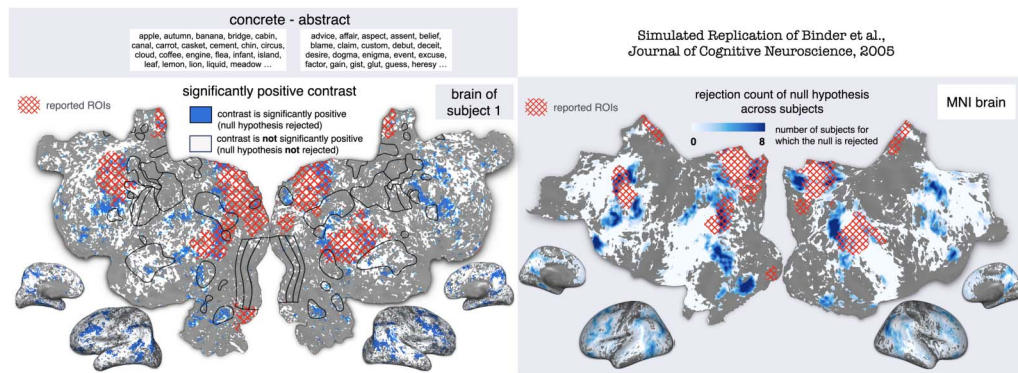 concrete - abstract
apple, autumn, banana, bridge, cabin,
canal, carrot, casket, cement, chin, circus,
cloud, coffee, engine, flea, infant, island,
leaf, lemon, lion, liquid, meadow ...
advice, affair, aspect, assent, belief,
blame, claim, custom, debut, deceit,
desire, dogma, enigma, event, excuse,
factor, gain, gist, glut, guess, heresy ...
significantly positive contrast
reported ROIs
contrast is significantly positive
(null hypothesis rejected)
contrast is not significantly positive
(null hypothesis not rejected)
brain of
subject 1
Simulated Replication of Binder et al.,
Journal of Cognitive Neuroscience, 2005
reported ROIs
rejection count of null hypothesis
across subjects
0 8
number of subjects for
which the null is rejected
MNI brain